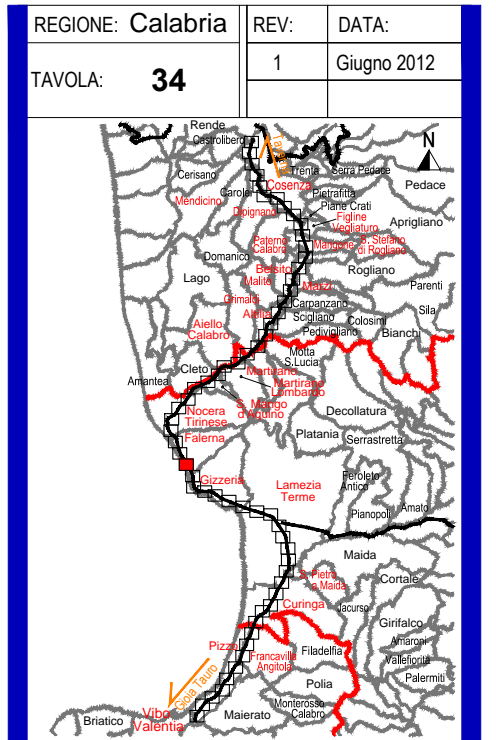 REGIONE: Calabria
REV:
DATA:
TAVOLA: 34
1
Giugno 2012
N
Rende
Castrolibero
Trenta
Serra Pedace
Cerisano
Cosenza
Pedace
Carolei
Pietrafitta
Mendicino
Piane Crati
Dipignano
Figline
Vegliaturo
Aprigliano
Paterno
Calabro
Mangone
S. Stefano
di Rogliano
Domanico
Belsito
Rogliano
Lago
Malito
Marzi
Parenti
Grimaldi
Carpanzano
Sila
Altilia
Scigliano
Colosimi
Aiello
Calabro
Pedivigliano
Bianchi
Motta
S.Lucia
Cleto
Martirano
Amantea
Martirano
Lombardo
S. Mango
d'Aquino
Nocera
Tirinese
Decollatura
Falerna
Platania
Serrastretta
Gizzeria
Lamezia
Terme
Feroleto
Antico
Pianopoli
Amato
Maida
S. Pietro
a Maida
Cortale
Curinga
Jacurso
Girifalco
Pizzo
Amaroni
Francavilla
Angitola
Filadelfia
Vallefiorita
Gioia Tauro
Polia
Palermiti
Monterosso
Calabro
Briatico
Vibo
Valentia
Maierato